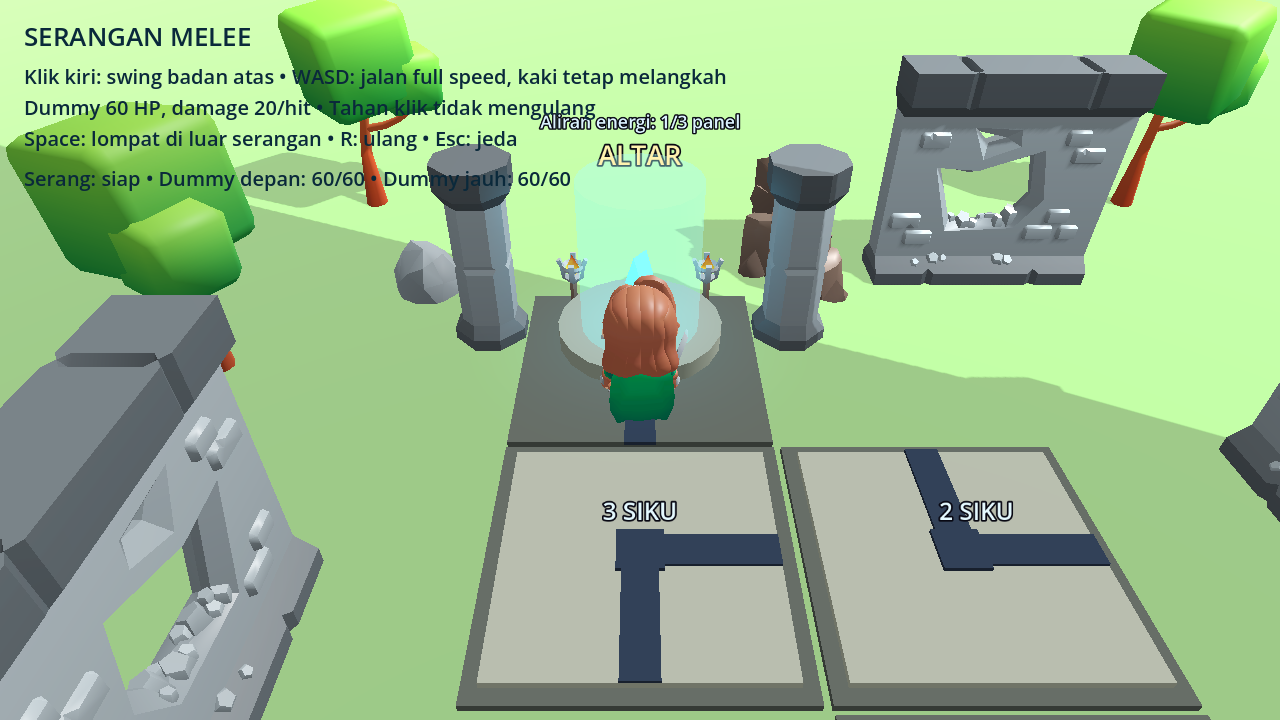 SERANGAN MELEE
Klik kiri: swing badan atas • WASD: jalan full speed, kaki tetap melangkah
Dummy 60 HP, damage 20/hit • Tahan klik tidak mengulang
Aliran energi: 1/3 panel
Space: lompat di luar serangan • R: ulang • Esc: jeda
ALTAR
Serang: siap • Dummy depan: 60/60 • Dummy jauh: 60/60
3 SIKU
2 SIKU